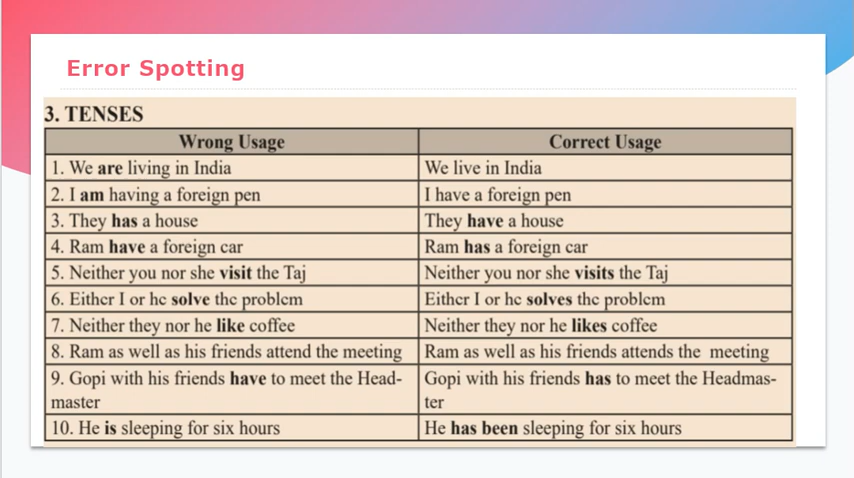 Error Spotting
3. TENSES
Wrong Usage Correct Usage
1. We are living in India We live in India
2. I am having a foreign pen I have a foreign pen
3. They has a house They have a house
4. Ram have a foreign car Ram has a foreign car
5. Neither you nor she visit the Taj Neither you nor she visits the Taj
6. Either I or he solve the problem Either I or he solves the problem
7. Neither they nor he like coffee Neither they nor he likes coffee
8. Ram as well as his friends attend the meeting Ram as well as his friends attends the meeting
9. Gopi with his friends have to meet the Head- Gopi with his friends has to meet the Headmas-
master ter
10. He is sleeping for six hours He has been sleeping for six hours